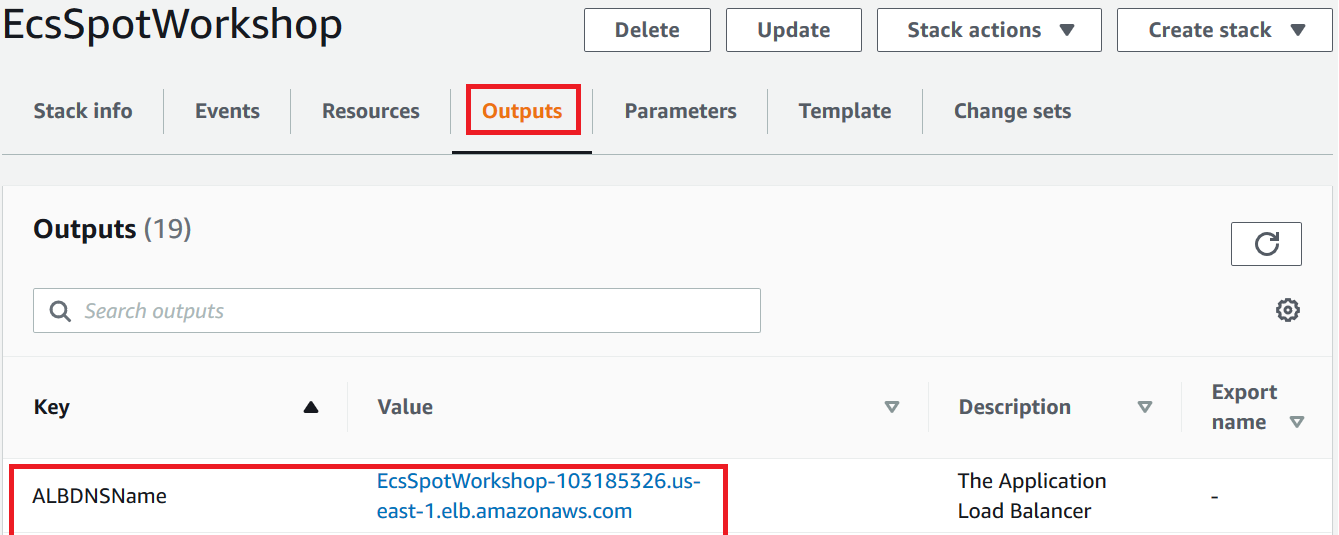 EcsSpotWorkshop
Delete
Update
Stack actions
Create stack
Stack info
Events
Resources
Outputs
Parameters
Template
Change sets
Outputs (19)
Search outputs
Key
Value
Description
Export
name
ALBDNSName
EcsSpotWorkshop-103185326.us-
east-1.elb.amazonaws.com
The Application
Load Balancer
-